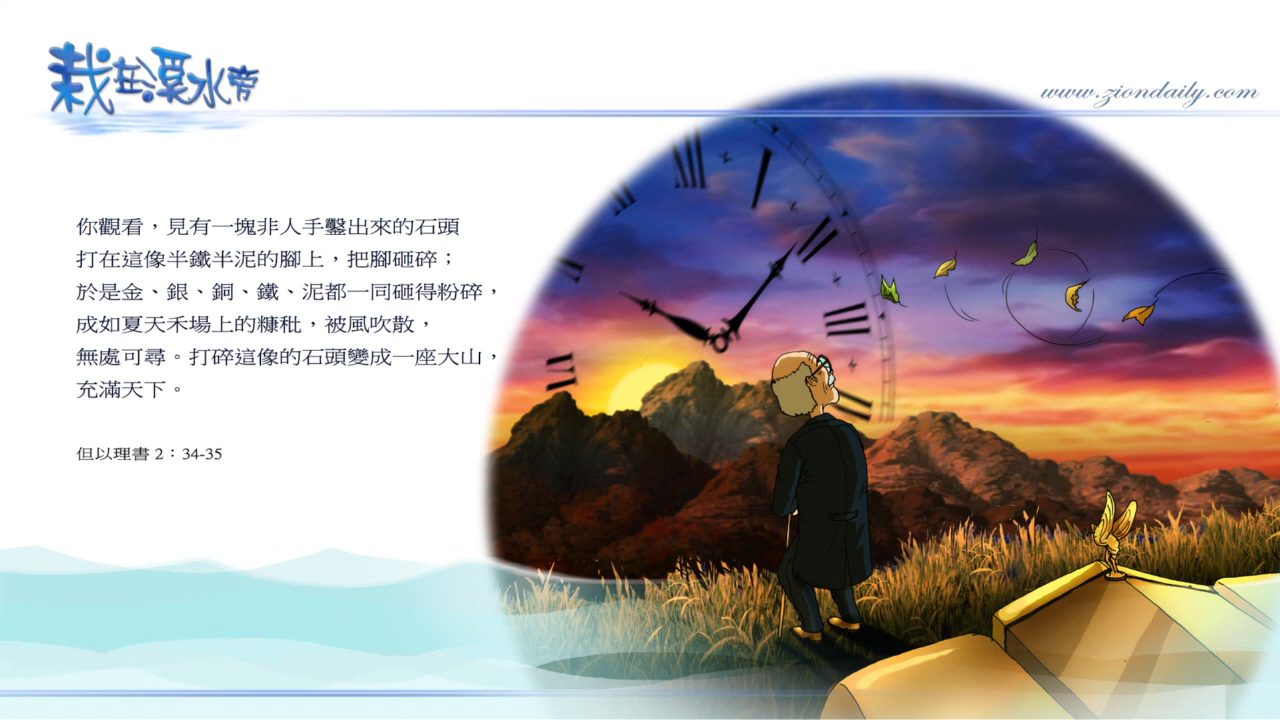 栽在溪水旁
www.ziondaily.com
你觀看，見有一塊非人手鑿出來的石頭
打在這像半鐵半泥的腳上，把腳砸碎；
於是金、銀、銅、鐵、泥都一同砸得粉碎，
成如夏天禾場上的糠秕，被風吹散，
無處可尋。打碎這像的石頭變成一座大山，
充滿天下。
但以理書 2：34-35